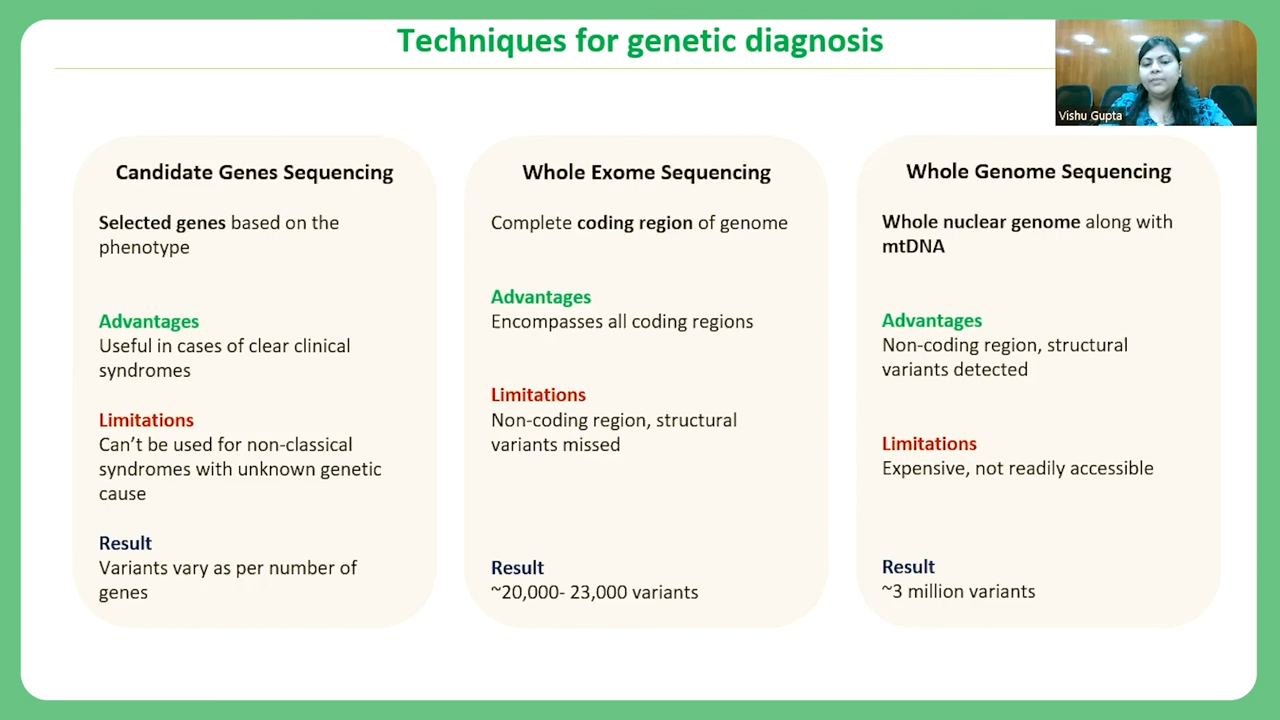 Techniques for genetic diagnosis
Vishu Gupta
Candidate Genes Sequencing
Selected genes based on the
phenotype
Advantages
Useful in cases of clear clinical
syndromes
Limitations
Can't be used for non-classical
syndromes with unknown genetic
cause
Result
Variants vary as per number of
genes
Whole Exome Sequencing
Complete coding region of genome
Advantages
Encompasses all coding regions
Limitations
Non-coding region, structural
variants missed
Result
~20,000- 23,000 variants
Whole Genome Sequencing
Whole nuclear genome along with
mtDNA
Advantages
Non-coding region, structural
variants detected
Limitations
Expensive, not readily accessible
Result
~3 million variants